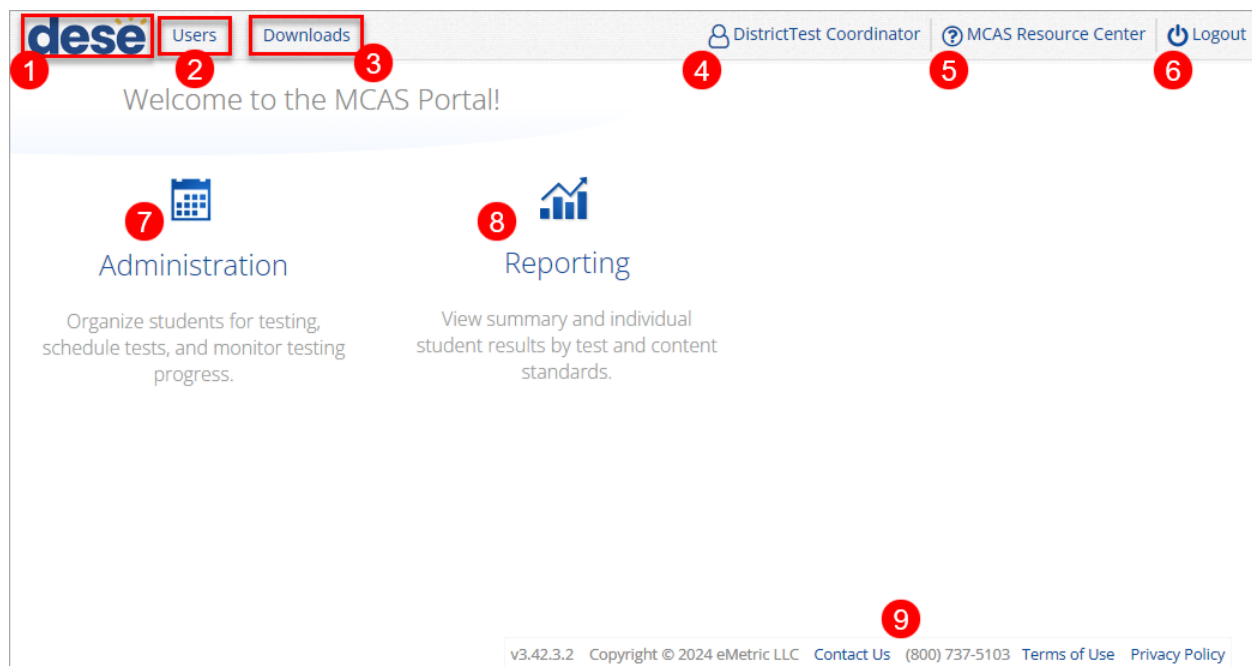 dese Users Downloads DistrictTest Coordinator MCAS Resource Center Logout
1 2 3 4 5 6
Welcome to the MCAS Portal!
7 8
Administration Reporting
Organize students for testing, schedule tests, and monitor testing progress.
View summary and individual student results by test and content standards.
9
v3.42.3.2 Copyright © 2024 eMetric LLC Contact Us (800) 737-5103 Terms of Use Privacy Policy